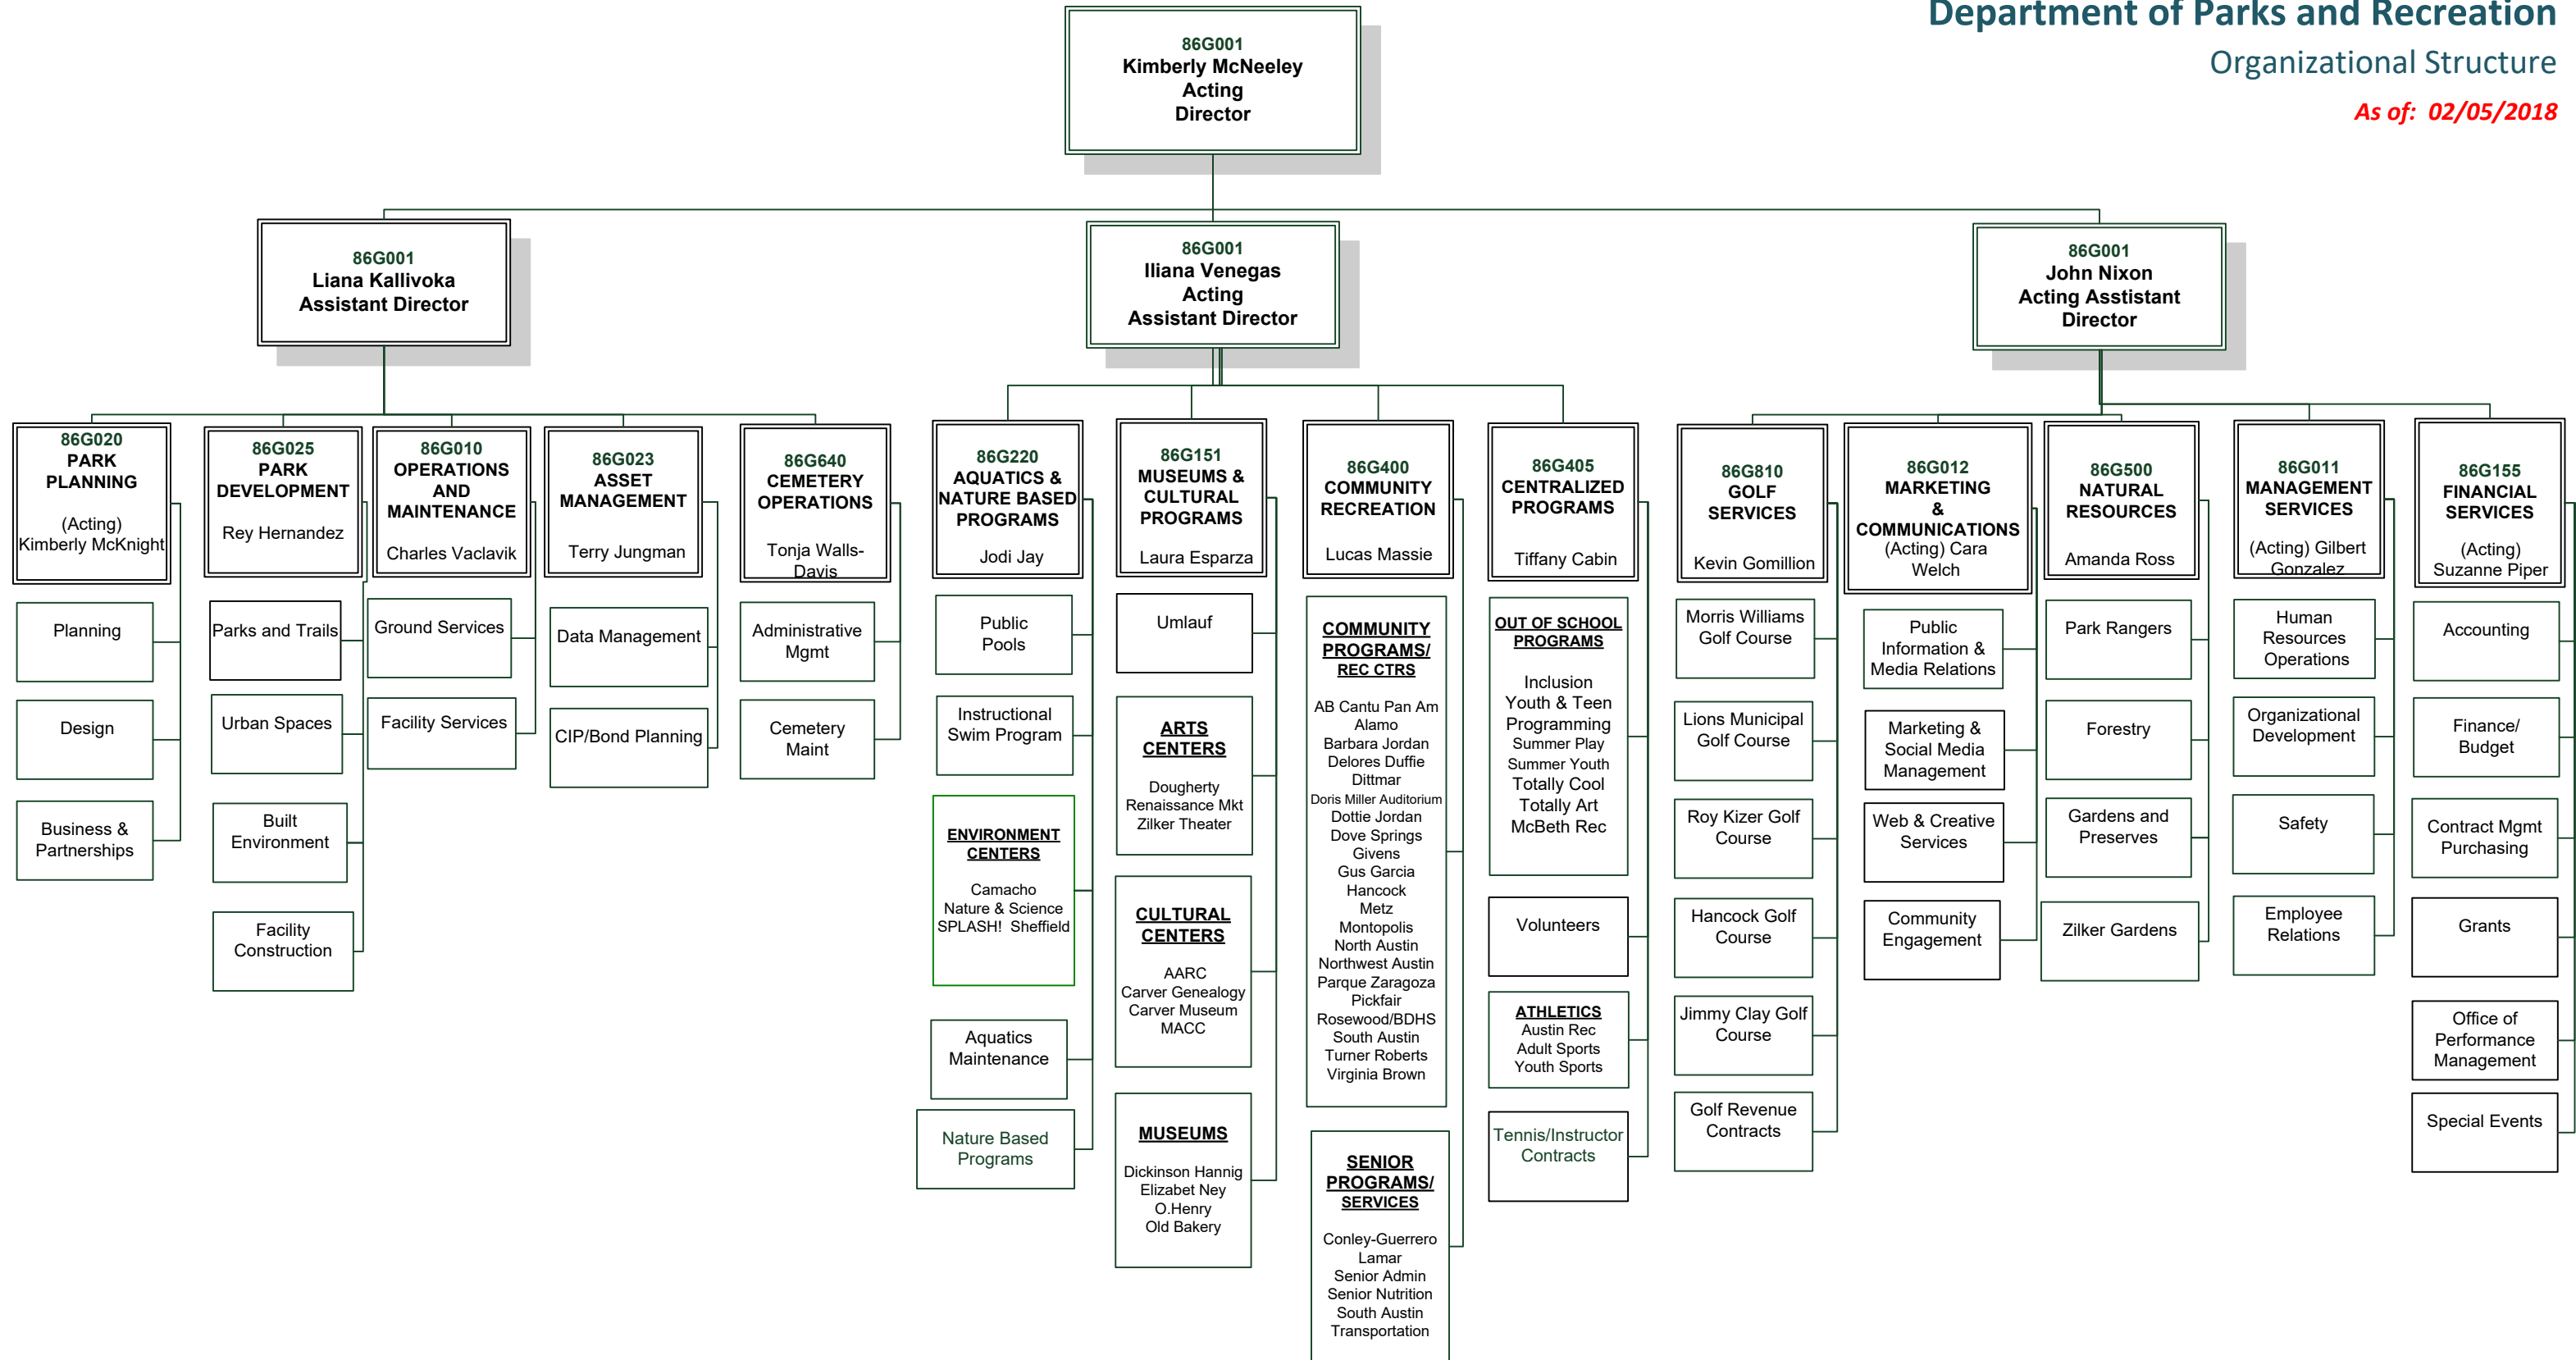 Department of Parks and Recreation
Organizational Structure
As of: 02/05/2018
86G001
Kimberly McNeeley
Acting
Director
86G001
Liana Kallivoka
Assistant Director
86G001
Iliana Venegas
Acting
Assistant Director
86G001
John Nixon
Acting Asstistant
Director
86G020
PARK
PLANNING
(Acting)
Kimberly McKnight
Planning
Design
Business &
Partnerships
86G025
PARK
DEVELOPMENT
Rey Hernandez
Parks and Trails
Urban Spaces
Built
Environment
Facility
Construction
86G010
OPERATIONS
AND
MAINTENANCE
Charles Vaclavik
Ground Services
Facility Services
86G023
ASSET
MANAGEMENT
Terry Jungman
Data Management
CIP/Bond Planning
86G640
CEMETERY
OPERATIONS
Tonja Walls-
Davis
Administrative
Mgmt
Cemetery
Maint
86G220
AQUATICS &
NATURE BASED
PROGRAMS
Jodi Jay
Public
Pools
Instructional
Swim Program
ENVIRONMENT
CENTERS
Camacho
Nature & Science
SPLASH! Sheffield
Aquatics
Maintenance
Nature Based
Programs
86G151
MUSEUMS &
CULTURAL
PROGRAMS
Laura Esparza
Umlauf
ARTS
CENTERS
Dougherty
Renaissance Mkt
Zilker Theater
CULTURAL
CENTERS
AARC
Carver Genealogy
Carver Museum
MACC
MUSEUMS
Dickinson Hannig
Elizabet Ney
O.Henry
Old Bakery
86G400
COMMUNITY
RECREATION
Lucas Massie
COMMUNITY
PROGRAMS/
REC CTRS
AB Cantu Pan Am
Alamo
Barbara Jordan
Delores Duffie
Dittmar
Doris Miller Auditorium
Dottie Jordan
Dove Springs
Givens
Gus Garcia
Hancock
Metz
Montopolis
North Austin
Northwest Austin
Parque Zaragoza
Pickfair
Rosewood/BDHS
South Austin
Turner Roberts
Virginia Brown
SENIOR
PROGRAMS/
SERVICES
Conley-Guerrero
Lamar
Senior Admin
Senior Nutrition
South Austin
Transportation
86G405
CENTRALIZED
PROGRAMS
Tiffany Cabin
OUT OF SCHOOL
PROGRAMS
Inclusion
Youth & Teen
Programming
Summer Play
Summer Youth
Totally Cool
Totally Art
McBeth Rec
Volunteers
ATHLETICS
Austin Rec
Adult Sports
Youth Sports
Tennis/Instructor
Contracts
86G810
GOLF
SERVICES
Kevin Gomillion
Morris Williams
Golf Course
Lions Municipal
Golf Course
Roy Kizer Golf
Course
Hancock Golf
Course
Jimmy Clay Golf
Course
Golf Revenue
Contracts
86G012
MARKETING
&
COMMUNICATIONS
(Acting) Cara
Welch
Public
Information &
Media Relations
Marketing &
Social Media
Management
Web & Creative
Services
Community
Engagement
86G500
NATURAL
RESOURCES
Amanda Ross
Park Rangers
Forestry
Gardens and
Preserves
Zilker Gardens
86G011
MANAGEMENT
SERVICES
(Acting) Gilbert
Gonzalez
Human
Resources
Operations
Organizational
Development
Safety
Employee
Relations
86G155
FINANCIAL
SERVICES
(Acting)
Suzanne Piper
Accounting
Finance/
Budget
Contract Mgmt
Purchasing
Grants
Office of
Performance
Management
Special Events